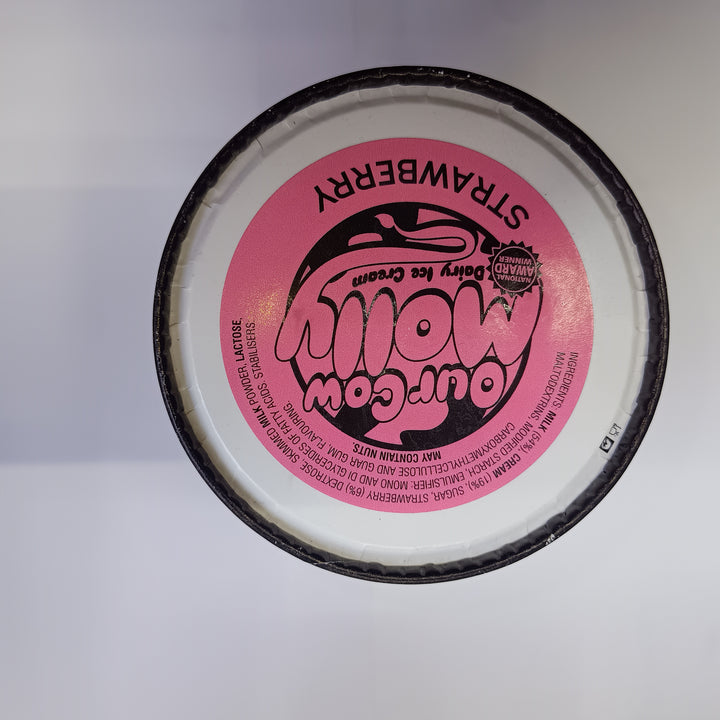 INGREDIENTS: MILK (54%), CREAM (19%), SUGAR, STRAWBERRY (6%) DEXTROSE, SKIMMED MILK POWDER, LACTOSE,
MALTODEXTRINS, MODIFIED STARCH, EMULSIFIER: MONO AND DI GLYCERIDES OF FATTY ACIDS, STABILISERS:
CARBOXYMETHYLCELLULOSE AND GUAR GUM, FLAVOURING.
MAY CONTAIN NUTS.
Our Cow
Molly
Dairy Ice Cream
NATIONAL
AWARD
WINNER
STRAWBERRY